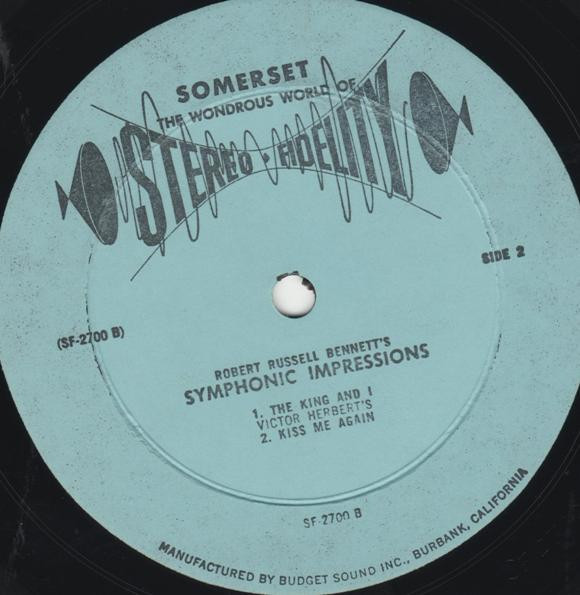 SOMERSET
THE WONDROUS WORLD OF
STEREO • FIDELITY
SIDE 2
(SF-2700 B)
ROBERT RUSSELL BENNETT'S
SYMPHONIC IMPRESSIONS
1. THE KING AND I
VICTOR HERBERT'S
2. KISS ME AGAIN
SF-2700 B
MANUFACTURED BY BUDGET SOUND INC., BURBANK, CALIFORNIA